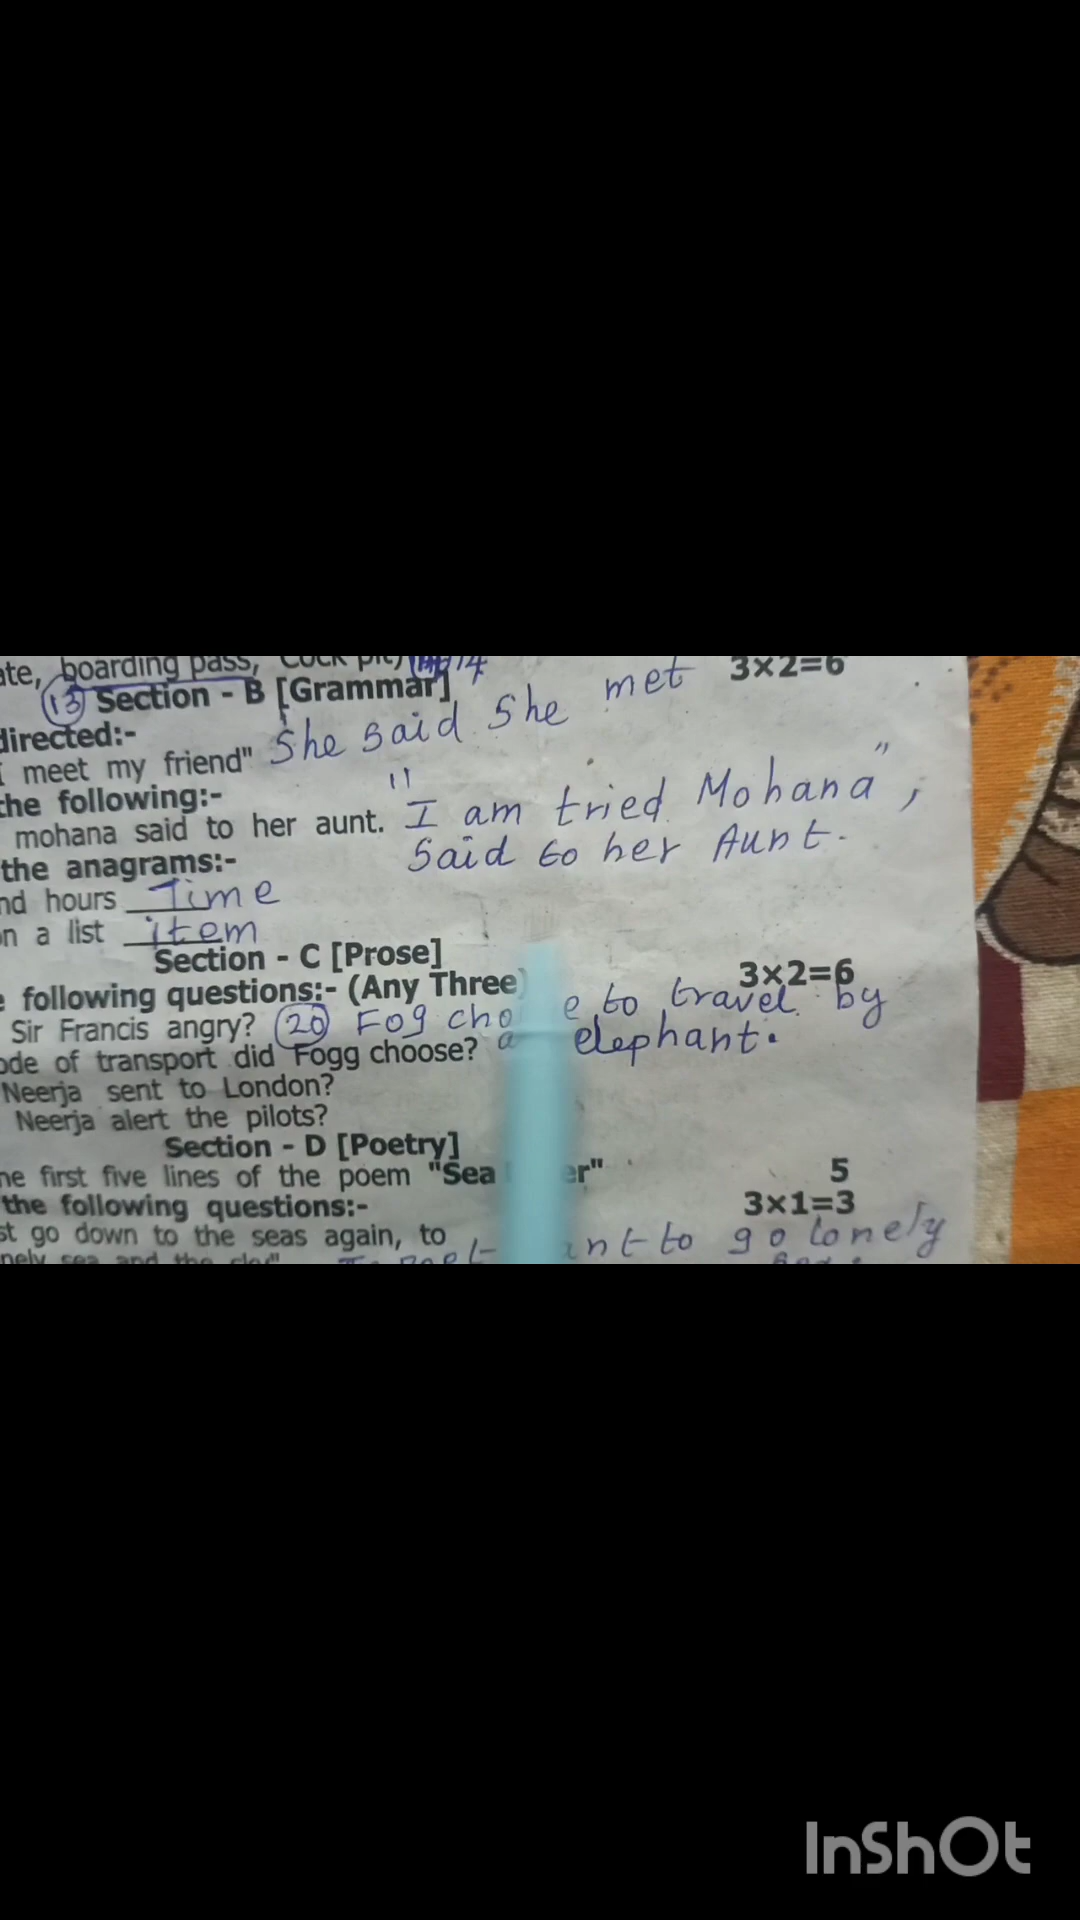 boarding pass, 3×2=6
13 Section - B [Grammar]
directed:-
meet my friend" She said She met
the following:-
mohana said to her aunt. "I am tried Mohana",
Said to her Aunt.
the anagrams:-
nd hours Time
n a list item
Section - C [Prose] 3×2=6
following questions:- (Any Three
Sir Francis angry? 20 Fog cho e to travel by
ode of transport did Fogg choose? a elephant.
Neerja sent to London?
Neerja alert the pilots?
Section - D [Poetry]
ne first five lines of the poem "Sea er" 5
the following questions:- 3×1=3
st go down to the seas again, to
nt to go lonely
InShOt